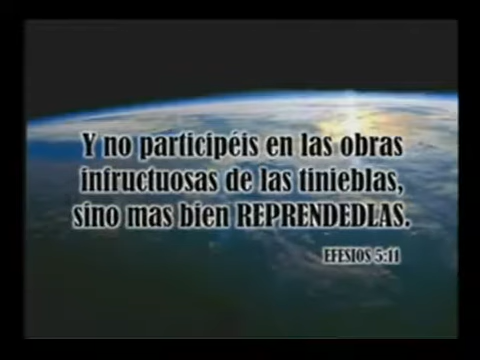 Y no participéis en las obras
infructuosas de las tinieblas,
sino mas bien REPRENDEDLAS.
EFESIOS 5:11